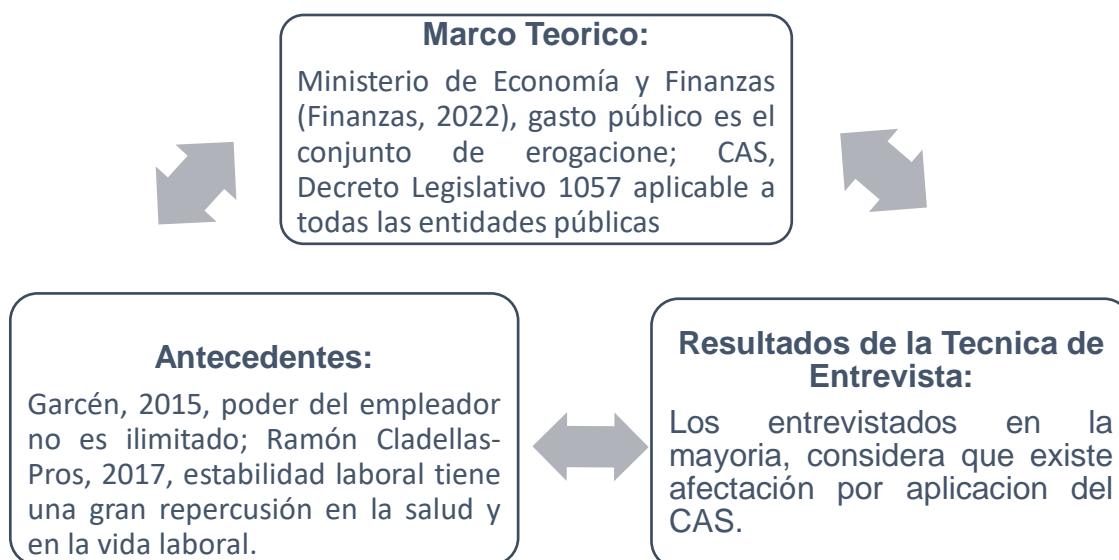 Marco Teorico:
Ministerio de Economía y Finanzas
(Finanzas, 2022), gasto público es el
conjunto de erogacione; CAS,
Decreto Legislativo 1057 aplicable a
todas las entidades públicas
Antecedentes:
Garcén, 2015, poder del empleador
no es ilimitado; Ramón Cladellas-
Pros, 2017, estabilidad laboral tiene
una gran repercusión en la salud y
en la vida laboral.
Resultados de la Tecnica de
Entrevista:
Los entrevistados en la
mayoria, considera que existe
afectación por aplicacion del
CAS.